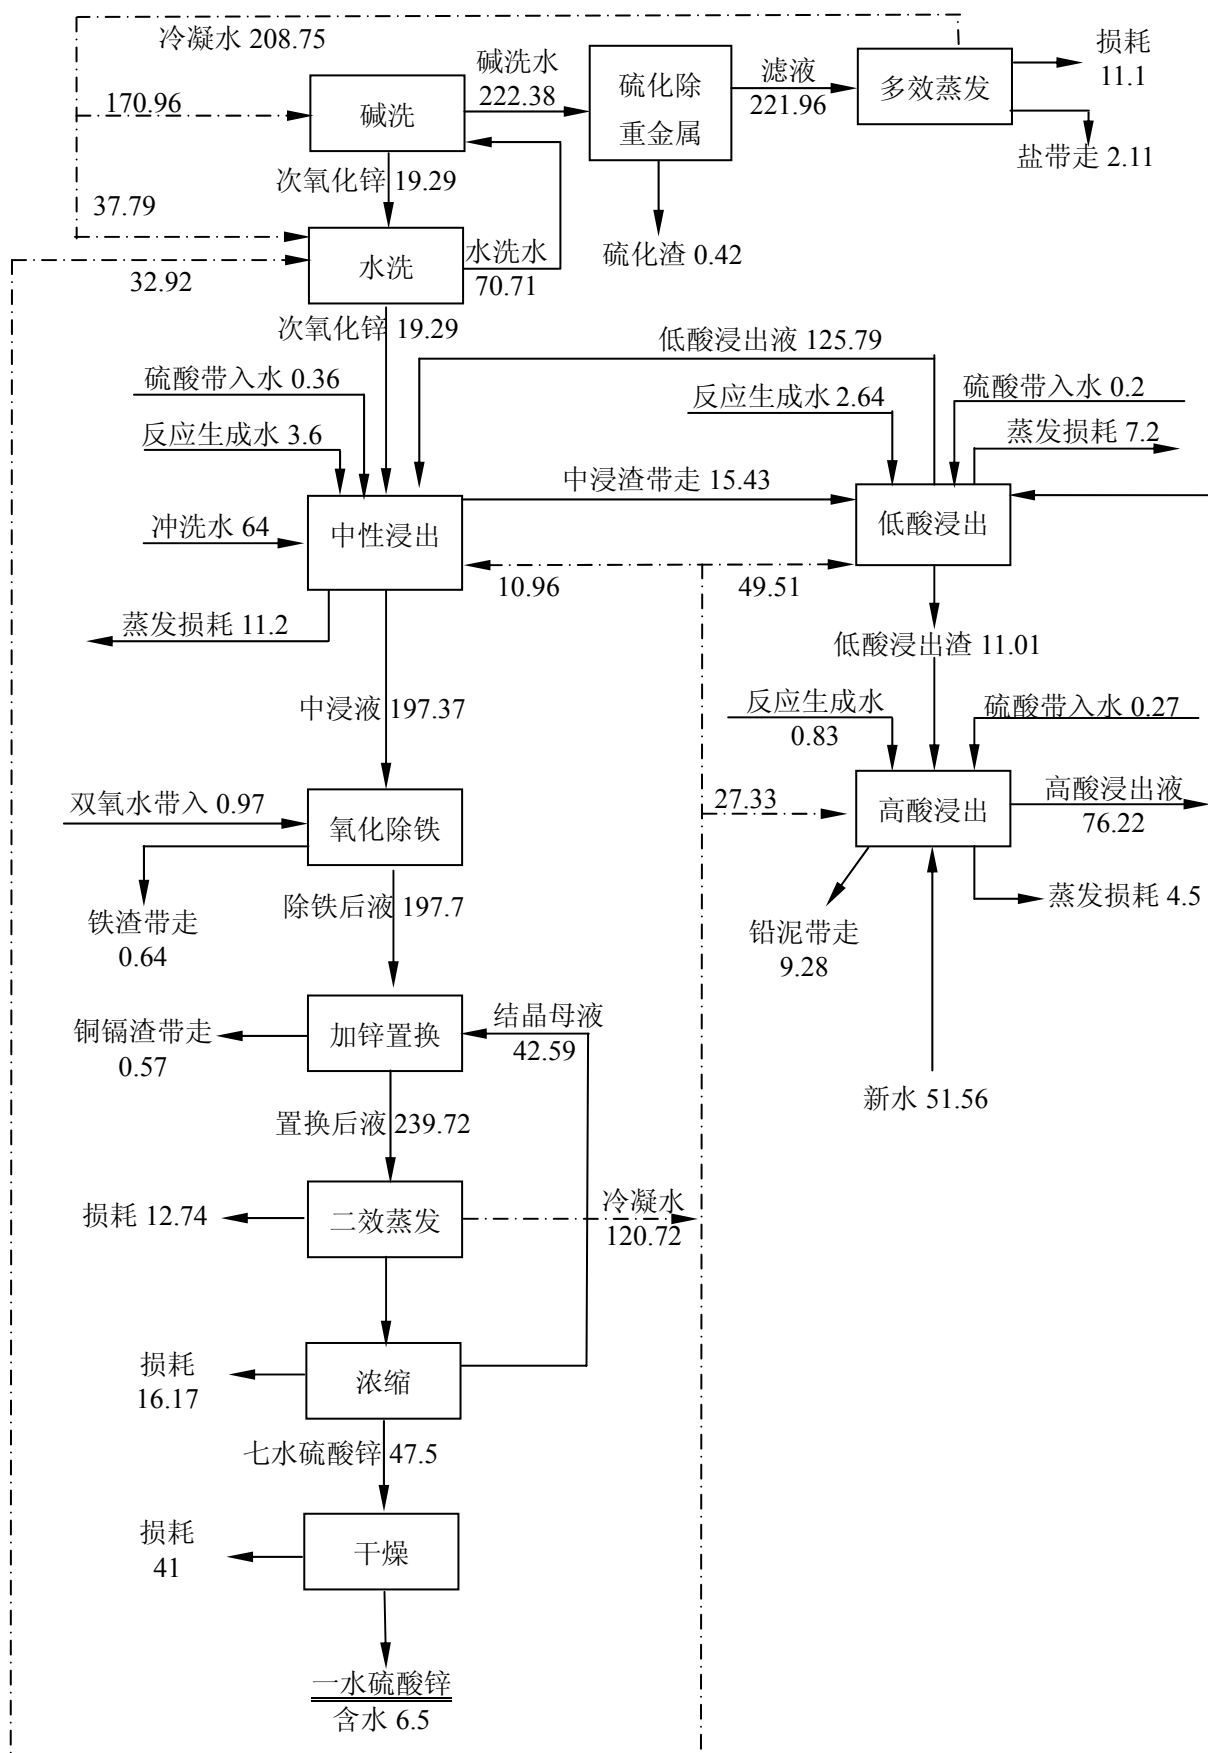 冷凝水 208.75
损耗
11.1
碱洗水
222.38
滤液
221.96
硫化除
重金属
多效蒸发
170.96
碱洗
盐带走 2.11
次氧化锌 19.29
37.79
水洗
水洗水
70.71
硫化渣 0.42
32.92
次氧化锌 19.29
低酸浸出液 125.79
硫酸带入水 0.36
反应生成水 2.64
硫酸带入水 0.2
反应生成水 3.6
蒸发损耗 7.2
中浸渣带走 15.43
冲洗水 64
中性浸出
低酸浸出
10.96
49.51
蒸发损耗 11.2
低酸浸出渣 11.01
中浸液 197.37
反应生成水
0.83
硫酸带入水 0.27
双氧水带入 0.97
氧化除铁
27.33
高酸浸出
高酸浸出液
76.22
除铁后液 197.7
蒸发损耗 4.5
铁渣带走
0.64
铅泥带走
9.28
铜镉渣带走
0.57
加锌置换
结晶母液
42.59
新水 51.56
置换后液 239.72
损耗 12.74
二效蒸发
冷凝水
120.72
损耗
16.17
浓缩
七水硫酸锌 47.5
损耗
41
干燥
一水硫酸锌
含水 6.5